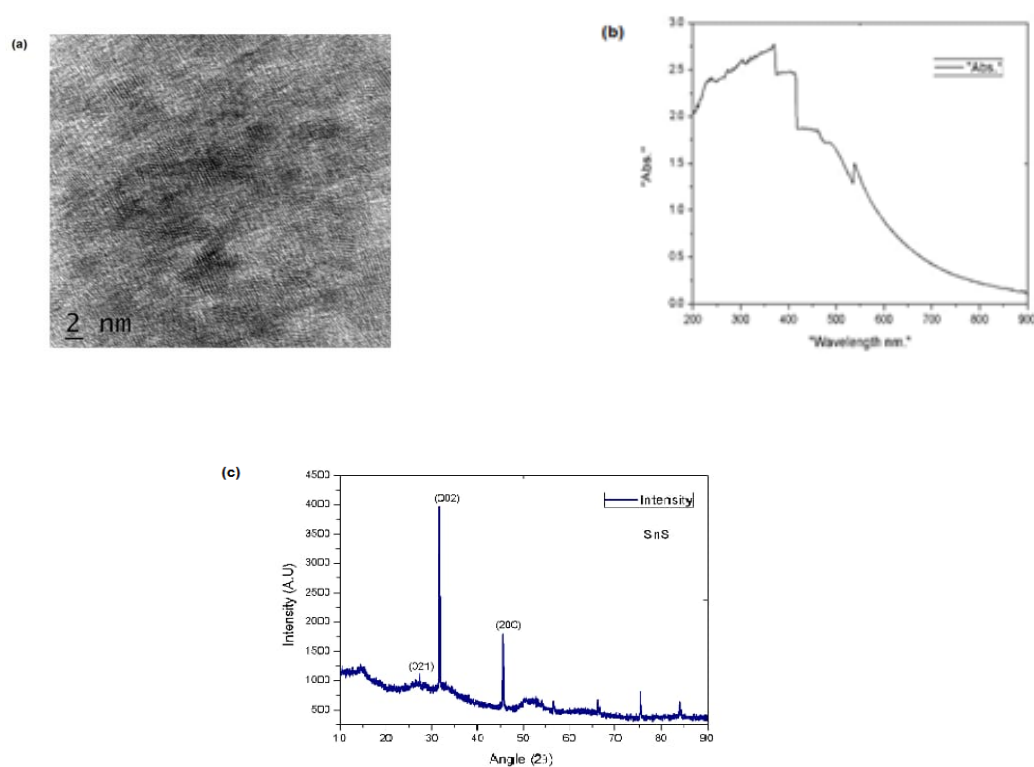 (a)
2 nm
(b)
3.0
2.5
2.0
1.5
1.0
0.5
0.0
"Abs."
"Abs."
200 300 400 500 600 700 800 900
"Wavelength nm."
(c)
4500
4000
3500
3000
2500
2000
1500
1000
500
Intensity (A.U)
(002)
(021)
(200)
Intensity
SnS
10 20 30 40 50 60 70 80 90
Angle (2θ)